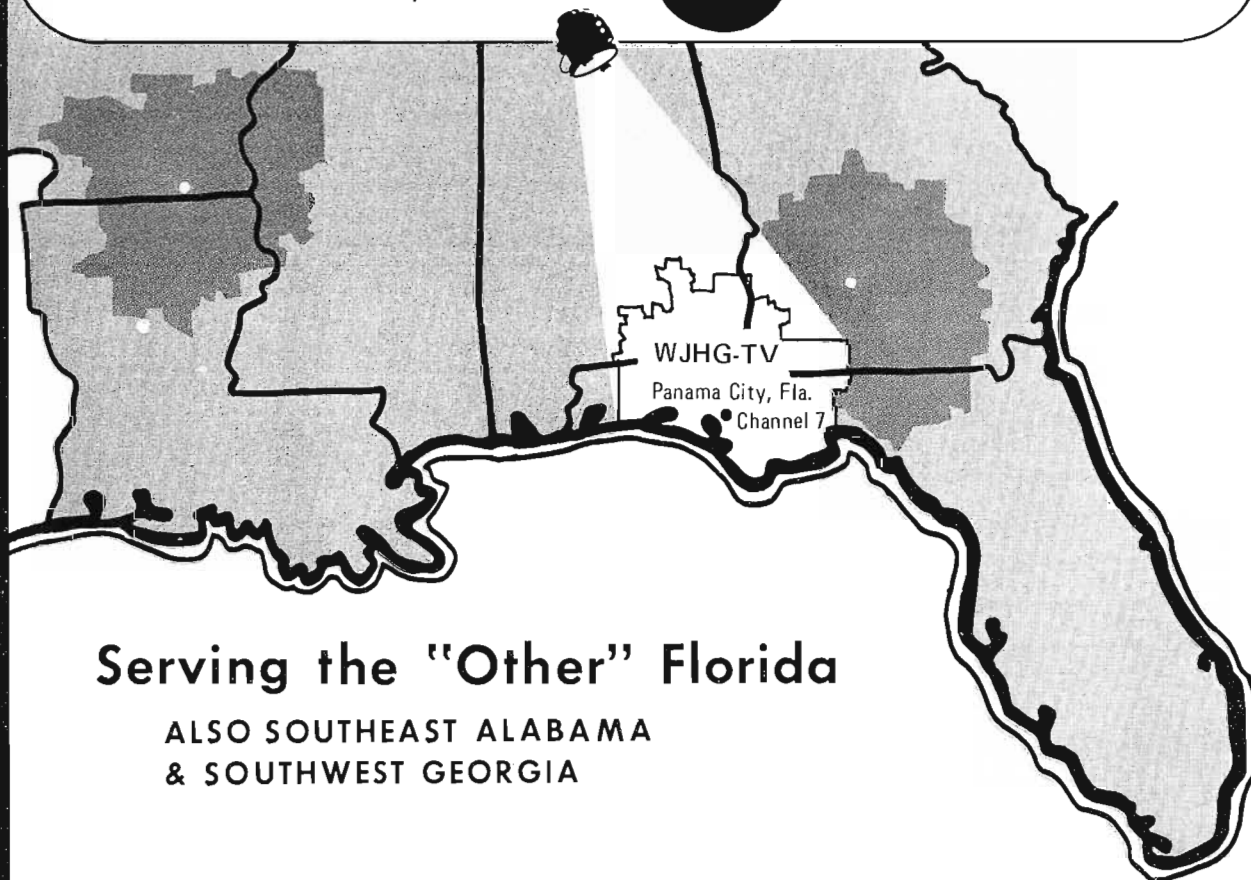 WJHG-TV
Panama City, Fla.
Channel 7
Serving the "Other" Florida
ALSO SOUTHEAST ALABAMA
& SOUTHWEST GEORGIA